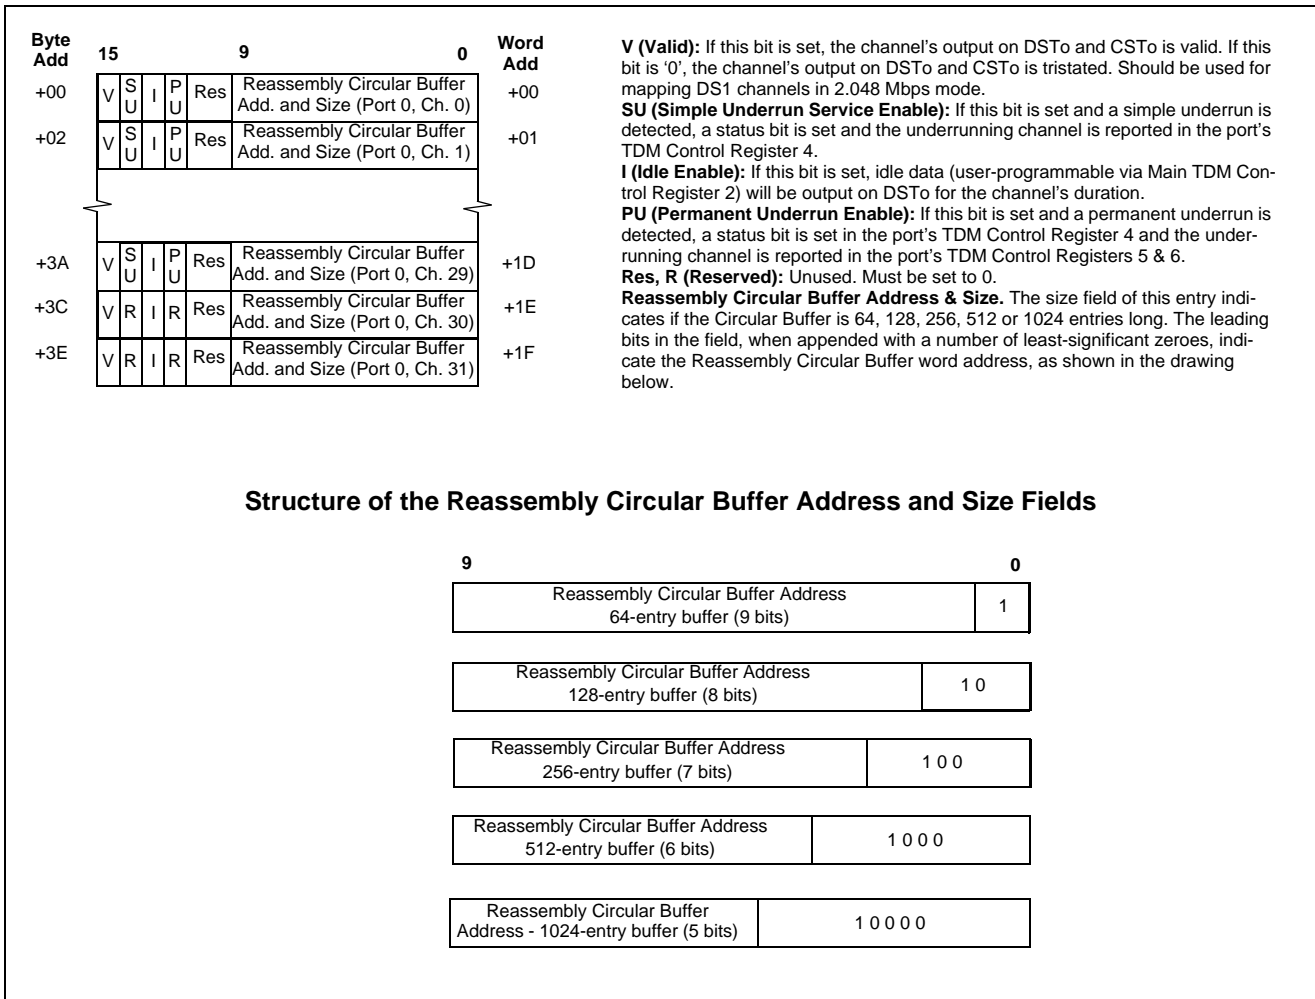 Byte
Add
15
9
0
Word
Add
+00
V
S
U
I
P
U
Res
Reassembly Circular Buffer
Add. and Size (Port 0, Ch. 0)
+00
+02
V
S
U
I
P
U
Res
Reassembly Circular Buffer
Add. and Size (Port 0, Ch. 1)
+01
+3A
V
S
U
I
P
U
Res
Reassembly Circular Buffer
Add. and Size (Port 0, Ch. 29)
+1D
+3C
V
R
I
R
Res
Reassembly Circular Buffer
Add. and Size (Port 0, Ch. 30)
+1E
+3E
V
R
I
R
Res
Reassembly Circular Buffer
Add. and Size (Port 0, Ch. 31)
+1F
V (Valid): If this bit is set, the channel's output on DSTo and CSTo is valid. If this
bit is '0', the channel's output on DSTo and CSTo is tristated. Should be used for
mapping DS1 channels in 2.048 Mbps mode.
SU (Simple Underrun Service Enable): If this bit is set and a simple underrun is
detected, a status bit is set and the underrunning channel is reported in the port's
TDM Control Register 4.
I (Idle Enable): If this bit is set, idle data (user-programmable via Main TDM Con-
trol Register 2) will be output on DSTo for the channel's duration.
PU (Permanent Underrun Enable): If this bit is set and a permanent underrun is
detected, a status bit is set in the port's TDM Control Register 4 and the under-
running channel is reported in the port's TDM Control Registers 5 & 6.
Res, R (Reserved): Unused. Must be set to 0.
Reassembly Circular Buffer Address & Size. The size field of this entry indi-
cates if the Circular Buffer is 64, 128, 256, 512 or 1024 entries long. The leading
bits in the field, when appended with a number of least-significant zeroes, indi-
cate the Reassembly Circular Buffer word address, as shown in the drawing
below.
Structure of the Reassembly Circular Buffer Address and Size Fields
9
0
Reassembly Circular Buffer Address
64-entry buffer (9 bits)
1
Reassembly Circular Buffer Address
128-entry buffer (8 bits)
1 0
Reassembly Circular Buffer Address
256-entry buffer (7 bits)
1 0 0
Reassembly Circular Buffer Address
512-entry buffer (6 bits)
1 0 0 0
Reassembly Circular Buffer
Address - 1024-entry buffer (5 bits)
1 0 0 0 0